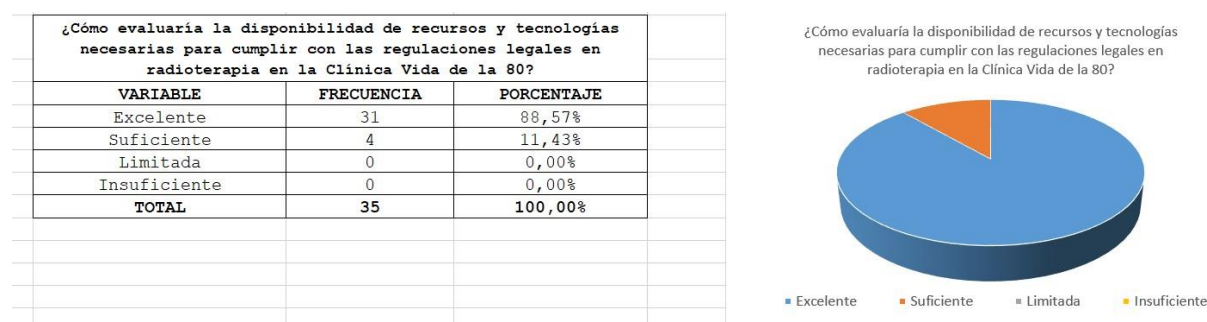 ¿Cómo evaluaría la disponibilidad de recursos y tecnologías
necesarias para cumplir con las regulaciones legales en
radioterapia en la Clínica Vida de la 80?
VARIABLE FRECUENCIA PORCENTAJE
Excelente 31 88,57%
Suficiente 4 11,43%
Limitada 0 0,00%
Insuficiente 0 0,00%
TOTAL 35 100,00%
¿Cómo evaluaría la disponibilidad de recursos y tecnologías
necesarias para cumplir con las regulaciones legales en
radioterapia en la Clínica Vida de la 80?
Excelente Suficiente Limitada Insuficiente